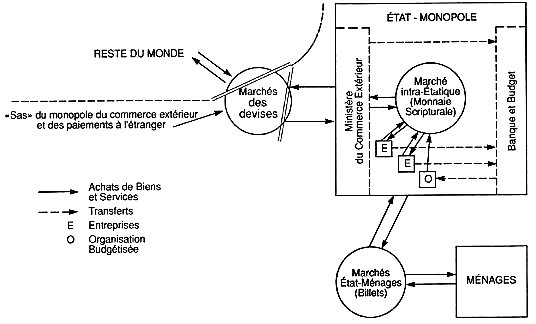 ÉTAT - MONOPOLE
RESTE DU MONDE
Marchés
des
devises
«Sas» du monopole du commerce extérieur
et des paiements à l'étranger
Ministère
du Commerce Extérieur
Marché
intra-Étatique
(Monnaie
Scripturale)
Banque et Budget
E
E
O
Achats de Biens
et Services
Transferts
E Entreprises
O Organisation
Budgétisée
Marchés
État-Ménages
(Billets)
MÉNAGES